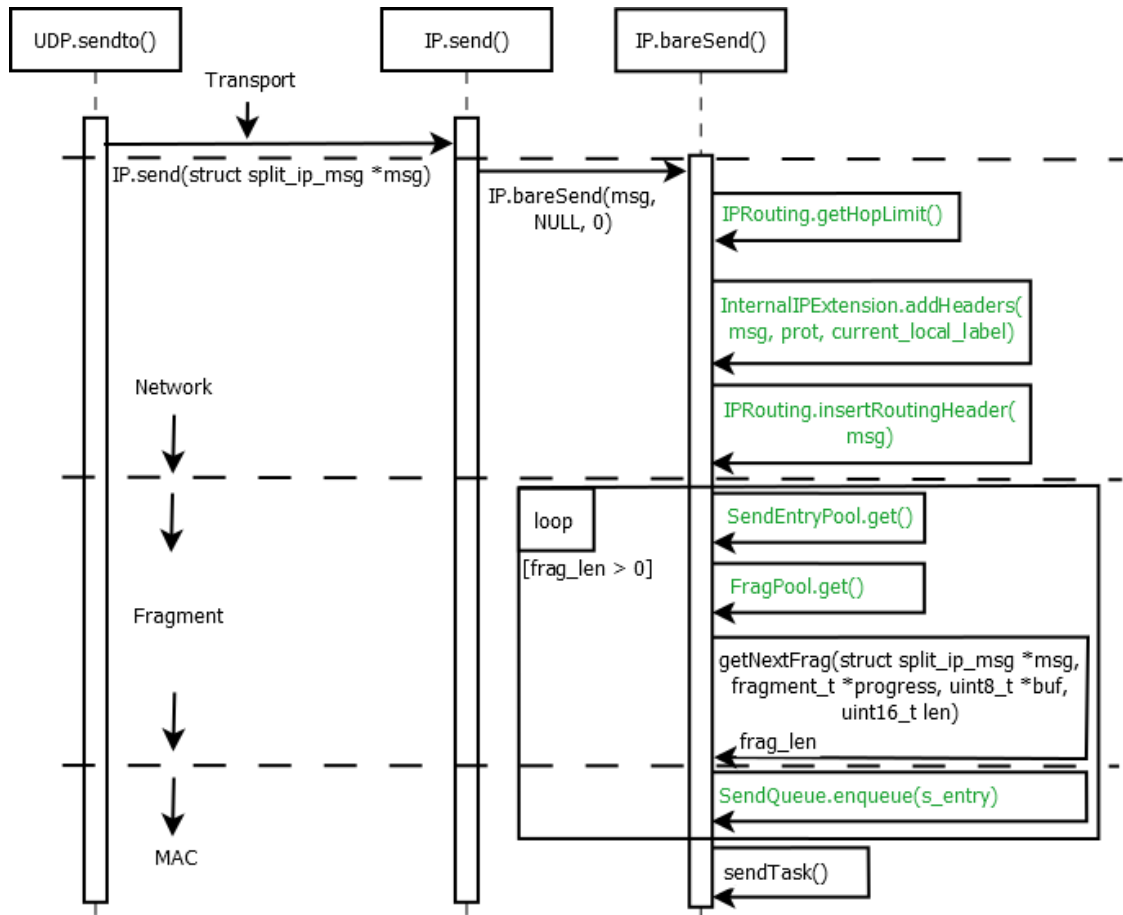 UDP.sendto()
IP.send()
IP.bareSend()
Transport
IP.send(struct split_ip_msg *msg)
IP.bareSend(msg,
NULL, 0)
IPRouting.getHopLimit()
InternalIPExtension.addHeaders(
msg, prot, current_local_label)
Network
IPRouting.insertRoutingHeader(
msg)
loop
[frag_len > 0]
SendEntryPool.get()
FragPool.get()
Fragment
getNextFrag(struct split_ip_msg *msg,
fragment_t *progress, uint8_t *buf,
uint16_t len)
frag_len
SendQueue.enqueue(s_entry)
MAC
sendTask()